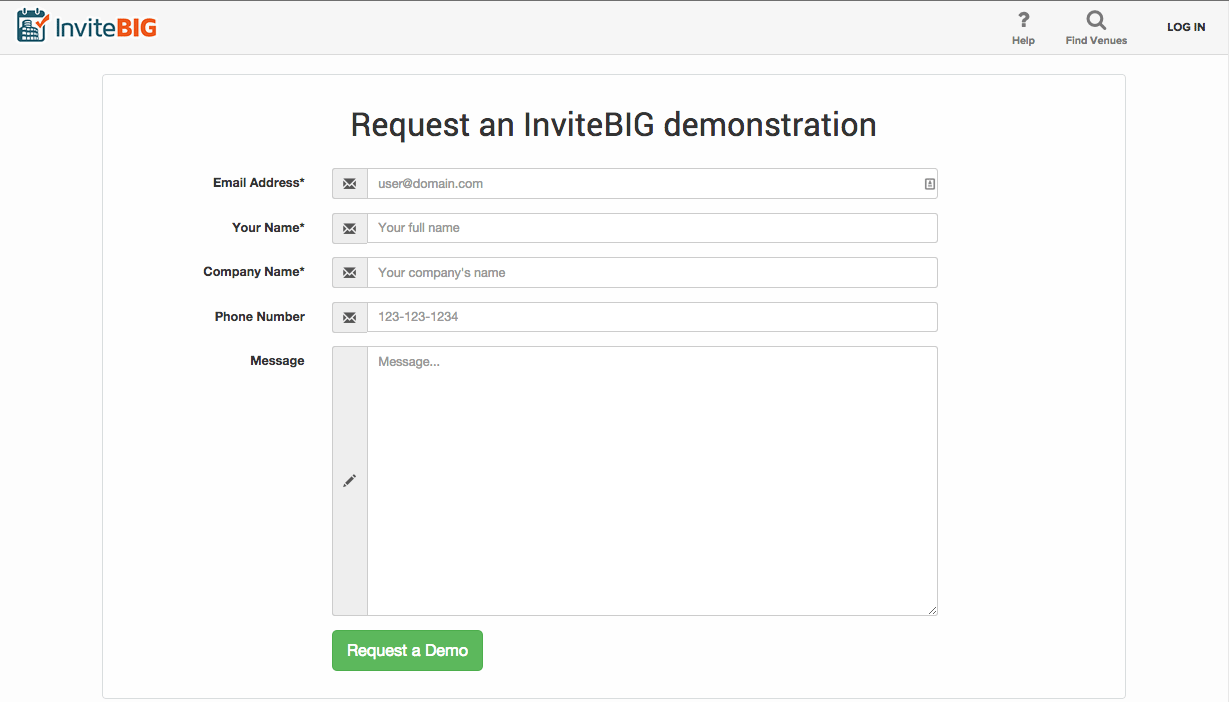 InviteBIG
Help
Find Venues
LOG IN
Request an InviteBIG demonstration
Email Address*
user@domain.com
Your Name*
Your full name
Company Name*
Your company's name
Phone Number
123-123-1234
Message
Message...
Request a Demo